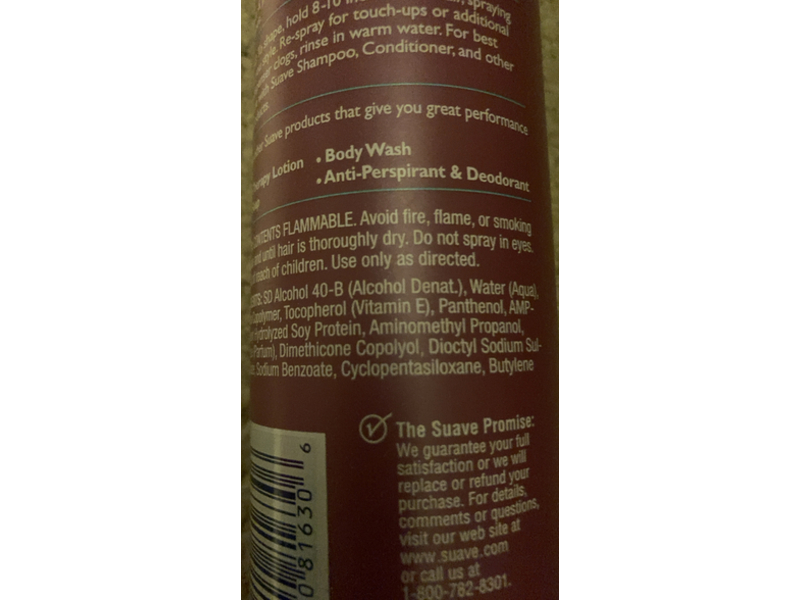 shape, hold 8-10 spraying
style. Re-spray for touch-ups or additional
clogs, rinse in warm water. For best
with Suave Shampoo, Conditioner, and other
Suave products that give you great performance
Lotion • Body Wash
• Anti-Perspirant & Deodorant
CONTENTS FLAMMABLE. Avoid fire, flame, or smoking
and until hair is thoroughly dry. Do not spray in eyes.
reach of children. Use only as directed.
SD Alcohol 40-B (Alcohol Denat.), Water (Aqua),
Tocopherol (Vitamin E), Panthenol, AMP-
Hydrolyzed Soy Protein, Aminomethyl Propanol,
(Parfum), Dimethicone Copolyol, Dioctyl Sodium Sul-
Sodium Benzoate, Cyclopentasiloxane, Butylene
The Suave Promise:
We guarantee your full
satisfaction or we will
replace or refund your
purchase. For details,
comments or questions,
visit our web site at
www.suave.com
or call us at
1-800-782-8301.
81630 6